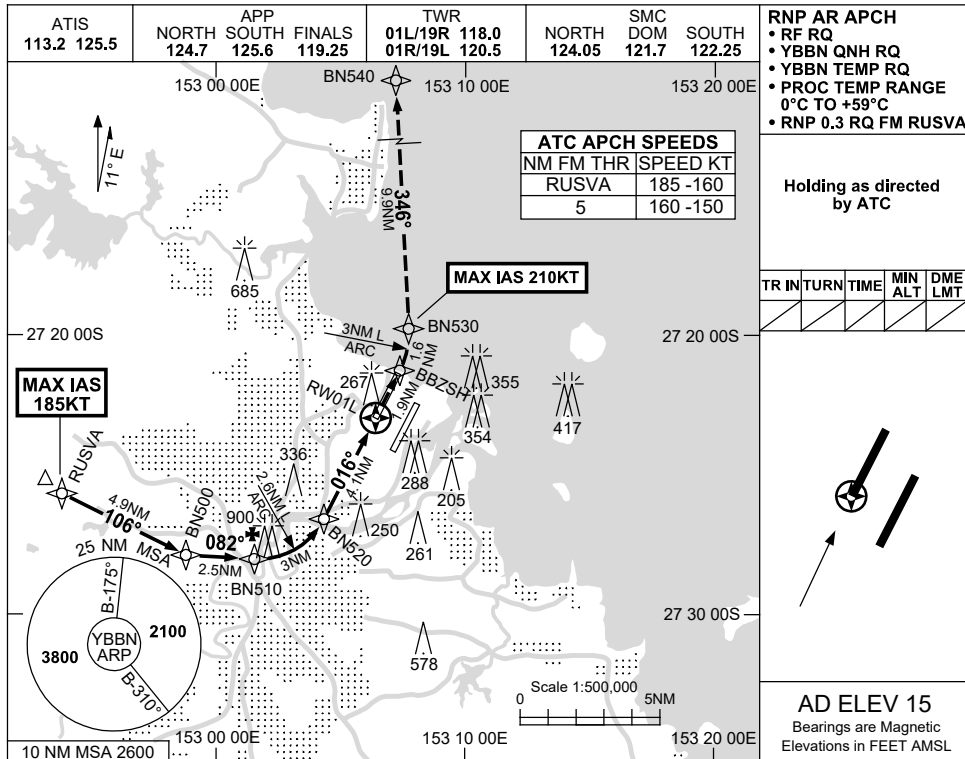 ATIS
113.2 125.5
APP
NORTH SOUTH FINALS
124.7 125.6 119.25
TWR
01L/19R 118.0
01R/19L 120.5
SMC
NORTH DOM SOUTH
124.05 121.7 122.25
RNP AR APCH
• RF RQ
• YBBN QNH RQ
• YBBN TEMP RQ
• PROC TEMP RANGE
0°C TO +59°C
• RNP 0.3 RQ FM RUSVA
Holding as directed
by ATC
TR IN TURN TIME MIN ALT DME LMT
BN540
153 00 00E
153 10 00E
153 20 00E
11° E
ATC APCH SPEEDS
NM FM THR SPEED KT
RUSVA 185 -160
5 160 -150
346°
9.9NM
685
MAX IAS 210KT
27 20 00S
BN530
3NM L
ARC
1.6
NM
BBZSH
355
267
RW01L
1.9NM
354
417
MAX IAS
185KT
RUSVA
336
016°
4.1NM
288
205
4.9NM
106°
BN500
2.6NM L
ARC
900
250
261
082°
BN520
25 NM MSA
2.5NM
3NM
BN510
B-175°
27 30 00S
2100
YBBN
ARP
3800
578
B-310°
Scale 1:500,000
0 5NM
10 NM MSA 2600
153 00 00E
153 10 00E
153 20 00E
AD ELEV 15
Bearings are Magnetic
Elevations in FEET AMSL